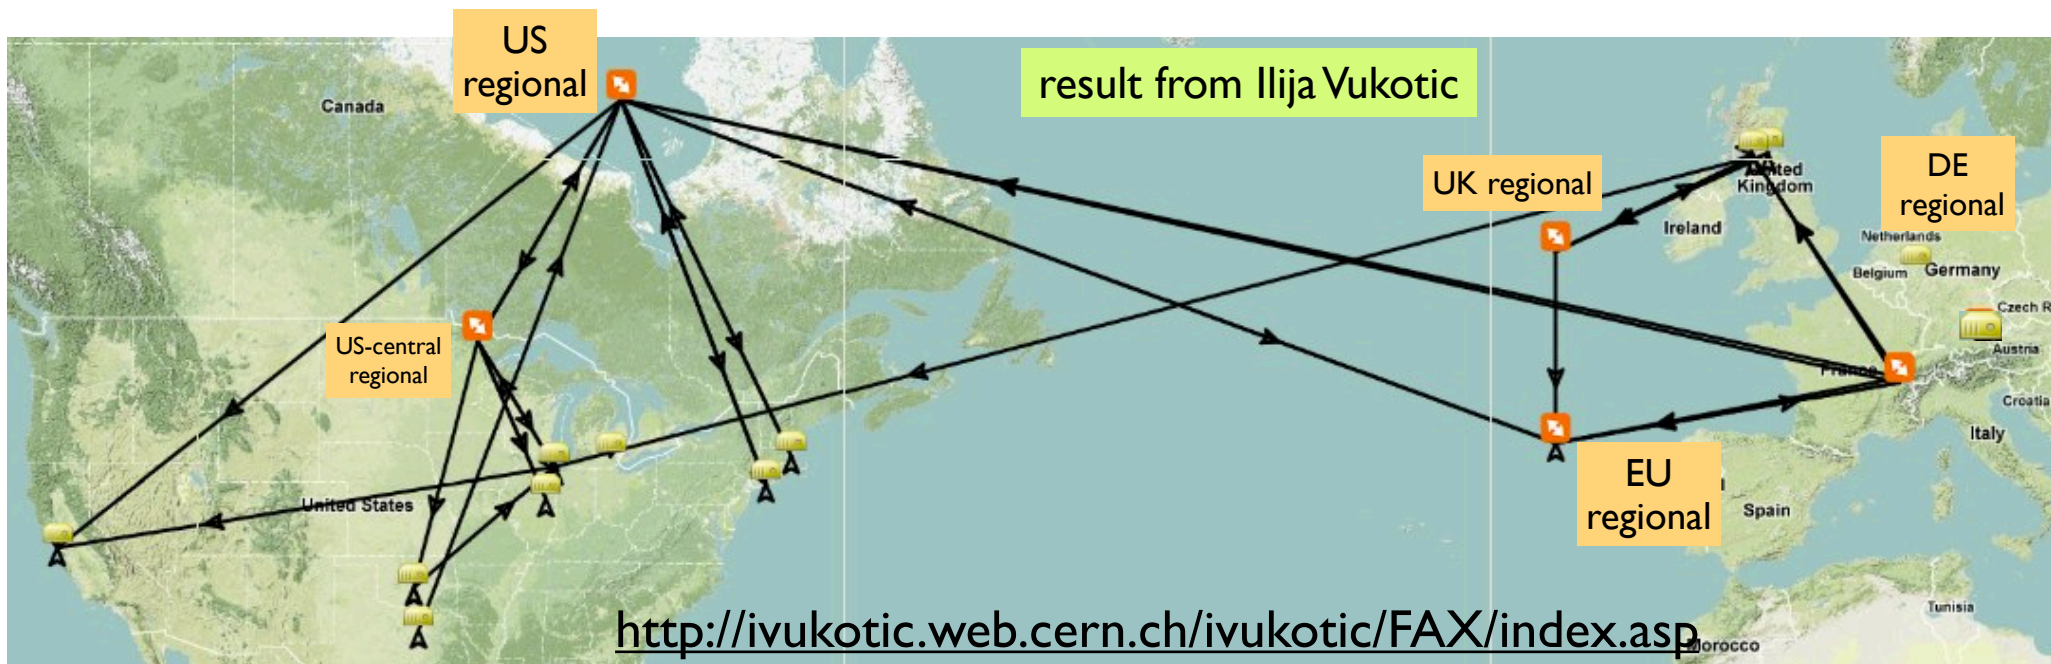 US
regional
result from Ilija Vukotic
Canada
UK regional
United
Kingdom
DE
regional
Ireland
Netherlands
Belgium
Germany
Czech R
US-central
regional
Austria
France
Croatia
Italy
EU
regional
United States
Spain
http://ivukotic.web.cern.ch/ivukotic/FAX/index.asp
Tunisia
Morocco